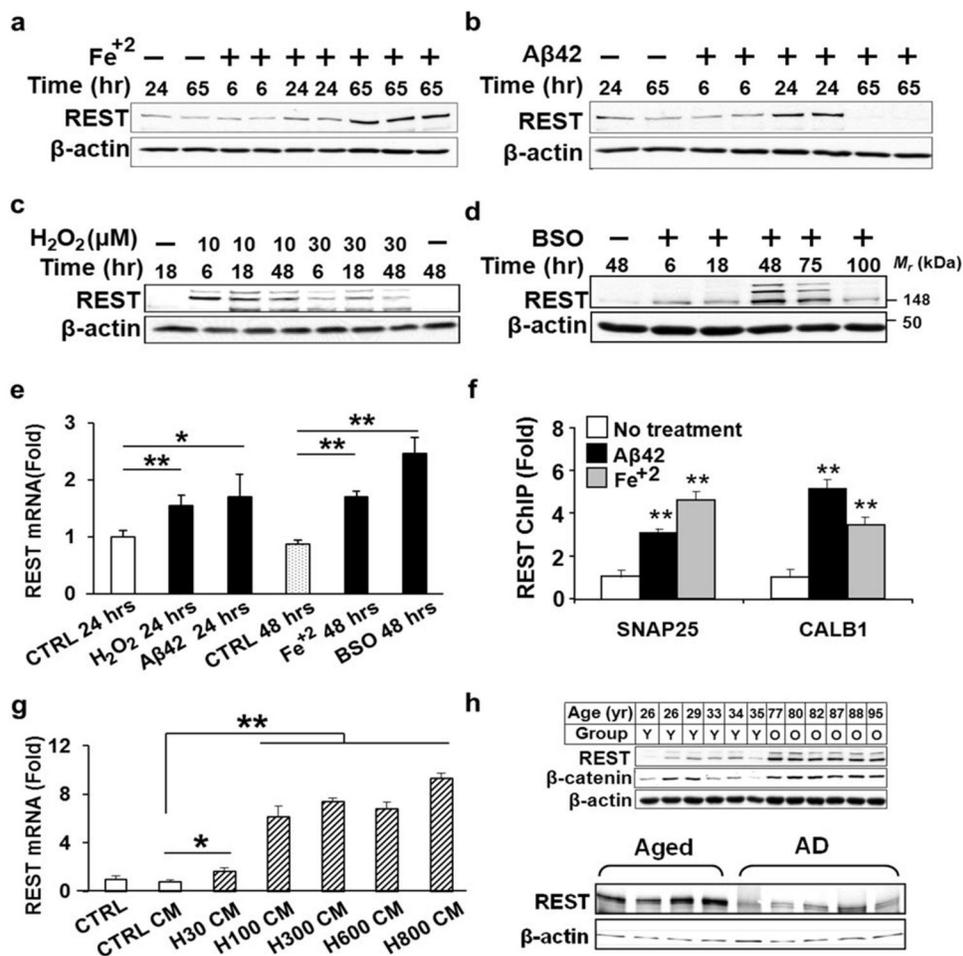 a
Fe+2 – – + + + + + + +
Time (hr) 24 65 6 6 24 24 65 65 65
REST
β-actin
b
Aβ42 – – + + + + + +
Time (hr) 24 65 6 6 24 24 65 65
REST
β-actin
c
H2O2(μM) – 10 10 10 30 30 30 –
Time (hr) 18 6 18 48 6 18 48 48
REST
β-actin
d
BSO – + + + + +
Time (hr) 48 6 18 48 75 100 Mr (kDa)
REST 148
β-actin 50
e
REST mRNA(Fold)
3
2
1
0
** * ** **
CTRL 24 hrs H2O2 24 hrs Aβ42 24 hrs CTRL 48 hrs Fe+2 48 hrs BSO 48 hrs
f
REST ChIP (Fold)
8
6
4
2
0
No treatment
Aβ42
Fe+2
** ** ** **
SNAP25 CALB1
g
REST mRNA (Fold)
12
8
4
0
**
*
CTRL CTRL CM H30 CM H100 CM H300 CM H600 CM H800 CM
h
Age (yr) 26 26 29 33 34 35 77 80 82 87 88 95
Group Y Y Y Y Y Y O O O O O O
REST
β-catenin
β-actin
Aged AD
REST
β-actin